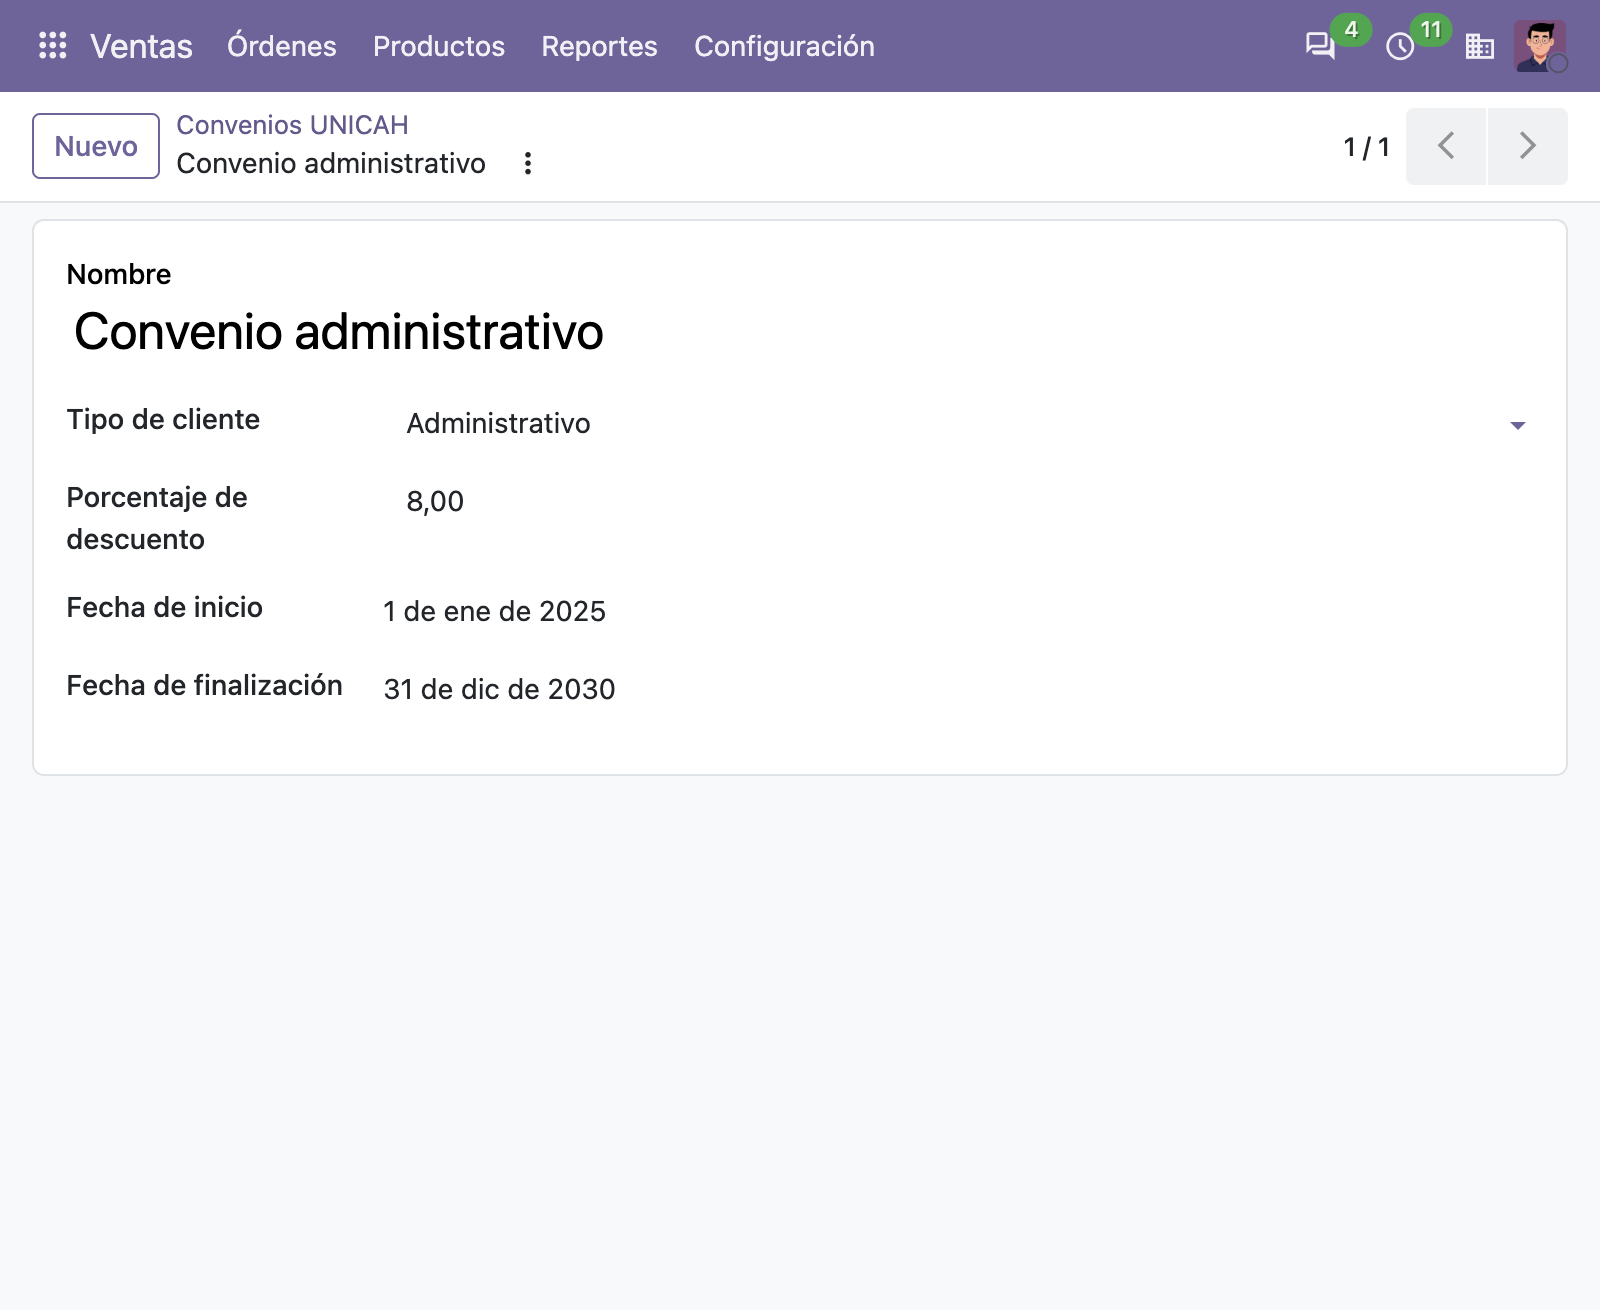 Ventas Órdenes Productos Reportes Configuración 4 11
Nuevo
Convenios UNICAH
Convenio administrativo
1 / 1
Nombre
Convenio administrativo
Tipo de cliente Administrativo
Porcentaje de descuento 8,00
Fecha de inicio 1 de ene de 2025
Fecha de finalización 31 de dic de 2030